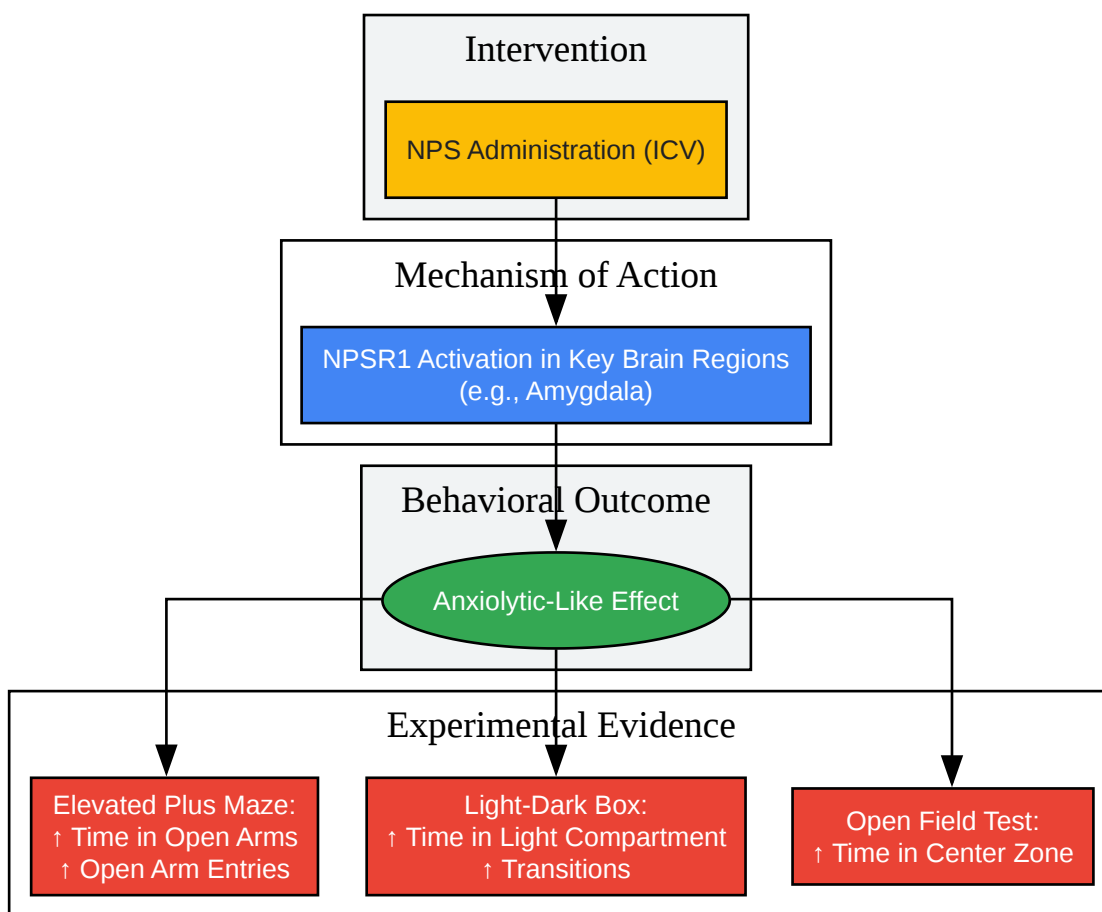 Intervention
NPS Administration (ICV)
Mechanism of Action
NPSR1 Activation in Key Brain Regions
(e.g., Amygdala)
Behavioral Outcome
Anxiolytic-Like Effect
Experimental Evidence
Elevated Plus Maze:
↑ Time in Open Arms
↑ Open Arm Entries
Light-Dark Box:
↑ Time in Light Compartment
↑ Transitions
Open Field Test:
↑ Time in Center Zone